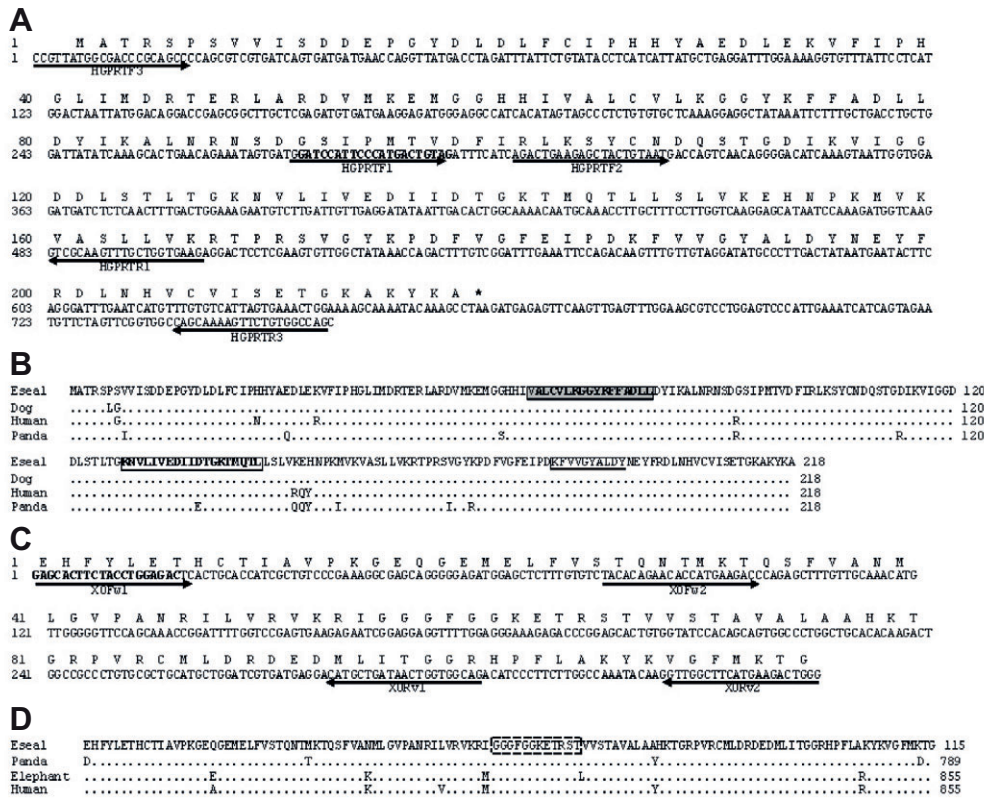 A
1 M A T R S P S V V I S D D E P G Y D L D L F C I P H H Y A E D L E K V F I P H
1 CCGTTATGGCGACCCGCAGCCCCAGCGTCGTGATCAGTGATGATGAACCAGGTTATGACCTAGATTTATTCTGTATACCTCATCATTATGCTGAGGATTTGGAAAAGGTGTTTATTCCTCAT
HGPRTF3
40 G L I M D R T E R L A R D V M K E M G G H H I V A L C V L K G G Y K F F A D L L
123 GGACTAATTATGGACAGGACCGAGCGGCTTGCTCGAGATGTGATGAAGGAGATGGGAGGCCATCACATAGTAGCCCTCTGTGTGCTCAAAGGAGGCTATAAATTCTTTGCTGACCTGCTG
80 D Y I K A L N R N S D G S I P M T V D F I R L K S Y C N D Q S T G D I K V I G G
243 GATTATATCAAAGCACTGAACAGAAATAGTGATGGATCCATTCCCATGACTGTAGATTTCATCAGACTGAAGAGCTACTGTAATGACCAGTCAACAGGGGACATCAAAGTAATTGGTGGA
HGPRTF1 HGPRTF2
120 D D L S T L T G K N V L I V E D I I D T G K T M Q T L L S L V K E H N P K M V K
363 GATGATCTCTCAACTTTGACTGGAAAGAATGTCTTGATTGTTGAGGATATAATTGACACTGGCAAAACAATGCAAACCTTGCTTTCCTTGGTCAAGGAGCATAATCCAAAGATGGTCAAG
160 V A S L L V K R T P R S V G Y K P D F V G F E I P D K F V V G Y A L D Y N E Y F
483 GTCGCAAGTTTGCTGGTGAAGAGGACTCCTCGAAGTGTTGGCTATAAACCAGACTTTGTCGGATTTGAAATTCCAGACAAGTTTGTTGTAGGATATGCCCTTGACTATAATGAATACTTC
HGPRTR1
200 R D L N H V C V I S E T G K A K Y K A *
603 AGGGATTTGAATCATGTTTGTGTCATTAGTGAAACTGGAAAAGCAAAATACAAAGCCTAAGATGAGAGTTCAAGTTGAGTTTGGAAGCGTCCTGGAGTCCCATTGAAATCATCAGTAGAA
723 TGTTCTAGTTCGGTGGCCAGCAAAAGTTCTGTGGCCAGC
HGPRTR3
B
Eseal MATRSPSVVISDDEPGYDLDLFCIPHHYAEDLEKVFIPHGLIMDRTERLARDVMKEMGGHHIVALCVLKGGYKFFADLLDYIKALNRNSDGSIPMTVDFIRLKSYCNDQSTGDIKVIGGD 120
Dog .....LG................................................................................................................ 120
Human ......G..................N.......R.......................................................R............................. 120
Panda .......I.....................Q............................S...............................R.....................R....... 120
Eseal DLSTLTGKNVLIVEDIIDTGKTMQTLLSLVKEHNPKMVKVASLLVKRTPRSVGYKPDFVGFEIPDKFVVGYALDYNEYFRDLNHVCVISETGKAKYKA 218
Dog .................................................................................................. 218
Human ..............................RQY................................................................. 218
Panda .................E............QQY...I..............I..R........................................... 218
C
1 E H F Y L E T H C T I A V P K G E Q G E M E L F V S T Q N T M K T Q S F V A N M
1 GAGCACTTCTACCTGGAGACTCACTGCACCATCGCTGTCCCGAAAGGCGAGCAGGGGGAGATGGAGCTCTTTGTGTCTACACAGAACACCATGAAGACCCAGAGCTTTGTTGCAAACATG
XOFw1 XOFw2
41 L G V P A N R I L V R V K R I G G G F G G K E T R S T V V S T A V A L A A H K T
121 TTGGGGGTTCCAGCAAACCGGATTTTGGTCCGAGTGAAGAGAATCGGAGGAGGTTTTGGAGGGAAAGAGACCCGGAGCACTGTGGTATCCACAGCAGTGGCCCTGGCTGCACACAAGACT
81 G R P V R C M L D R D E D M L I T G G R H P F L A K Y K V G F M K T G
241 GGCCGCCCTGTGCGCTGCATGCTGGATCGTGATGAGGACATGCTGATAACTGGTGGCAGACATCCCTTCTTGGCCAAATACAAGGTTGGCTTCATGAAGACTGGG
XORv1 XORv2
D
Eseal EHFYLETHCTIAVPKGEQGEMELFVSTQNTMKTQSFVANMLGVPANRILVRVKRIGGGFGGKETRSTVVSTAVALAAHKTGRPVRCMLDRDEDMLITGGRHPFLAKYKVGFMKTG 115
Panda D.............................T..............................................Y...................................D. 789
Elephant .................E....................K...............M............L.....................................R......... 855
Human .................A....................K.........V.....M......................Y..........................R......... 855